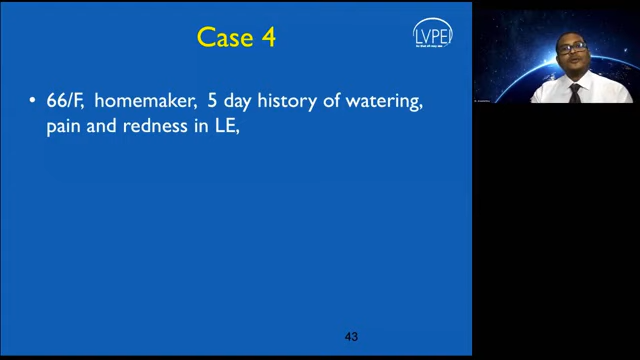 Case 4
LVPEI
• 66/F, homemaker, 5 day history of watering,
pain and redness in LE,
43